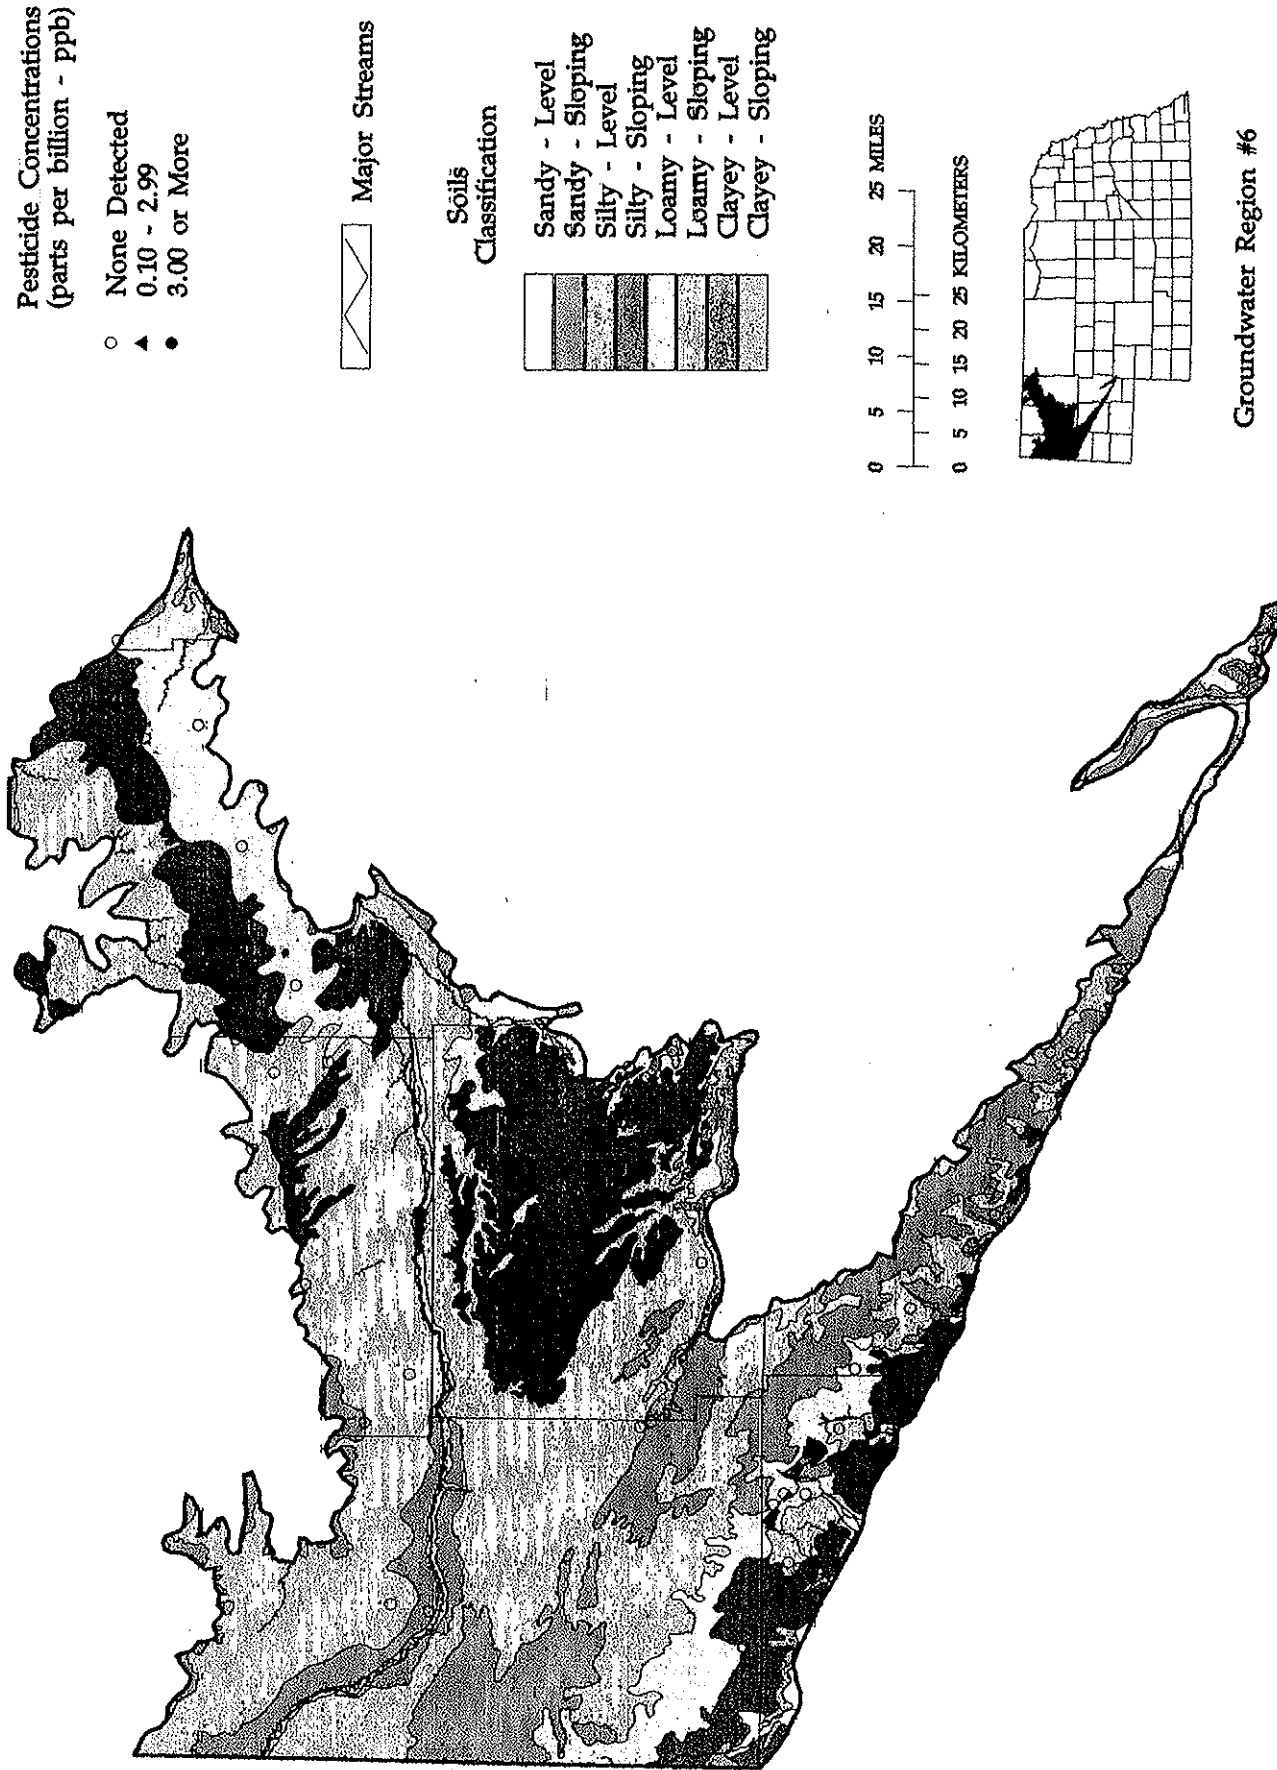 Pesticide Concentrations
(parts per billion - ppb)
None Detected
0.10 - 2.99
3.00 or More
Major Streams
Soils
Classification
Sandy - Level
Sandy - Sloping
Silty - Level
Silty - Sloping
Loamy - Level
Loamy - Sloping
Clayey - Level
Clayey - Sloping
0 5 10 15 20 25 MILES
0 5 10 15 20 25 KILOMETERS
Groundwater Region #6